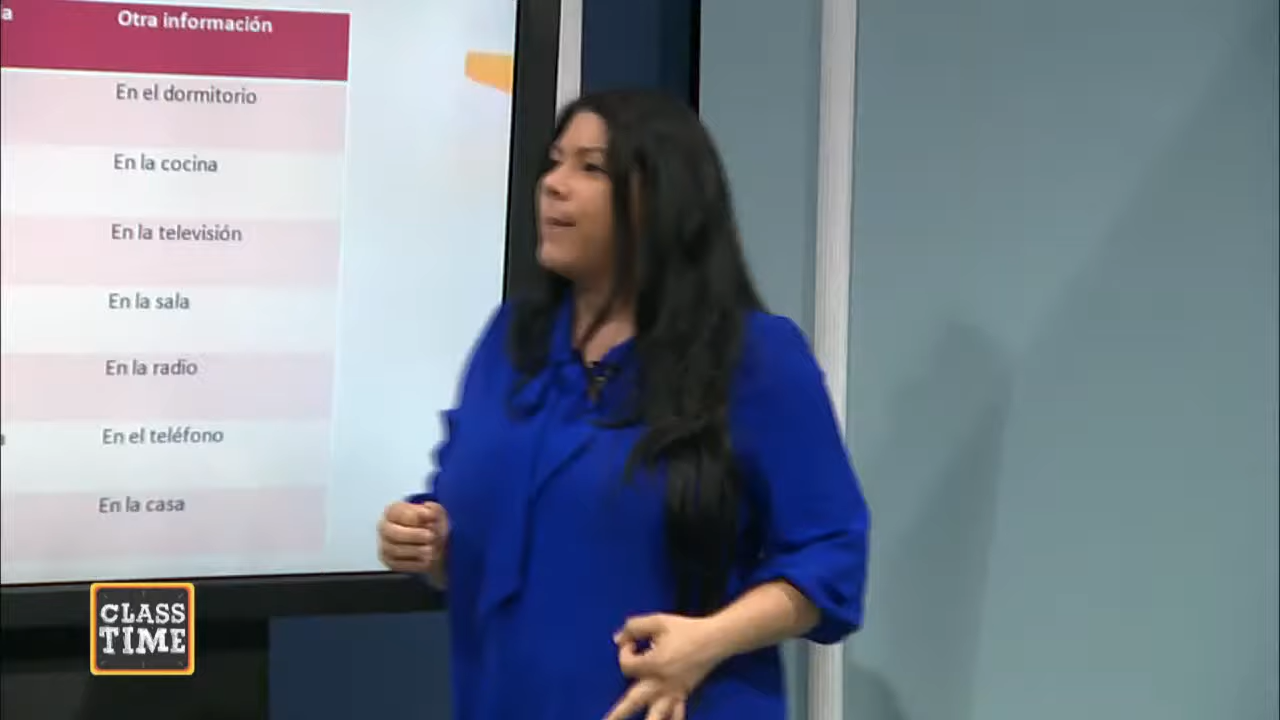 a
Otra información
En el dormitorio
En la cocina
En la televisión
En la sala
En la radio
a
En el teléfono
En la casa
CLASS
TIME